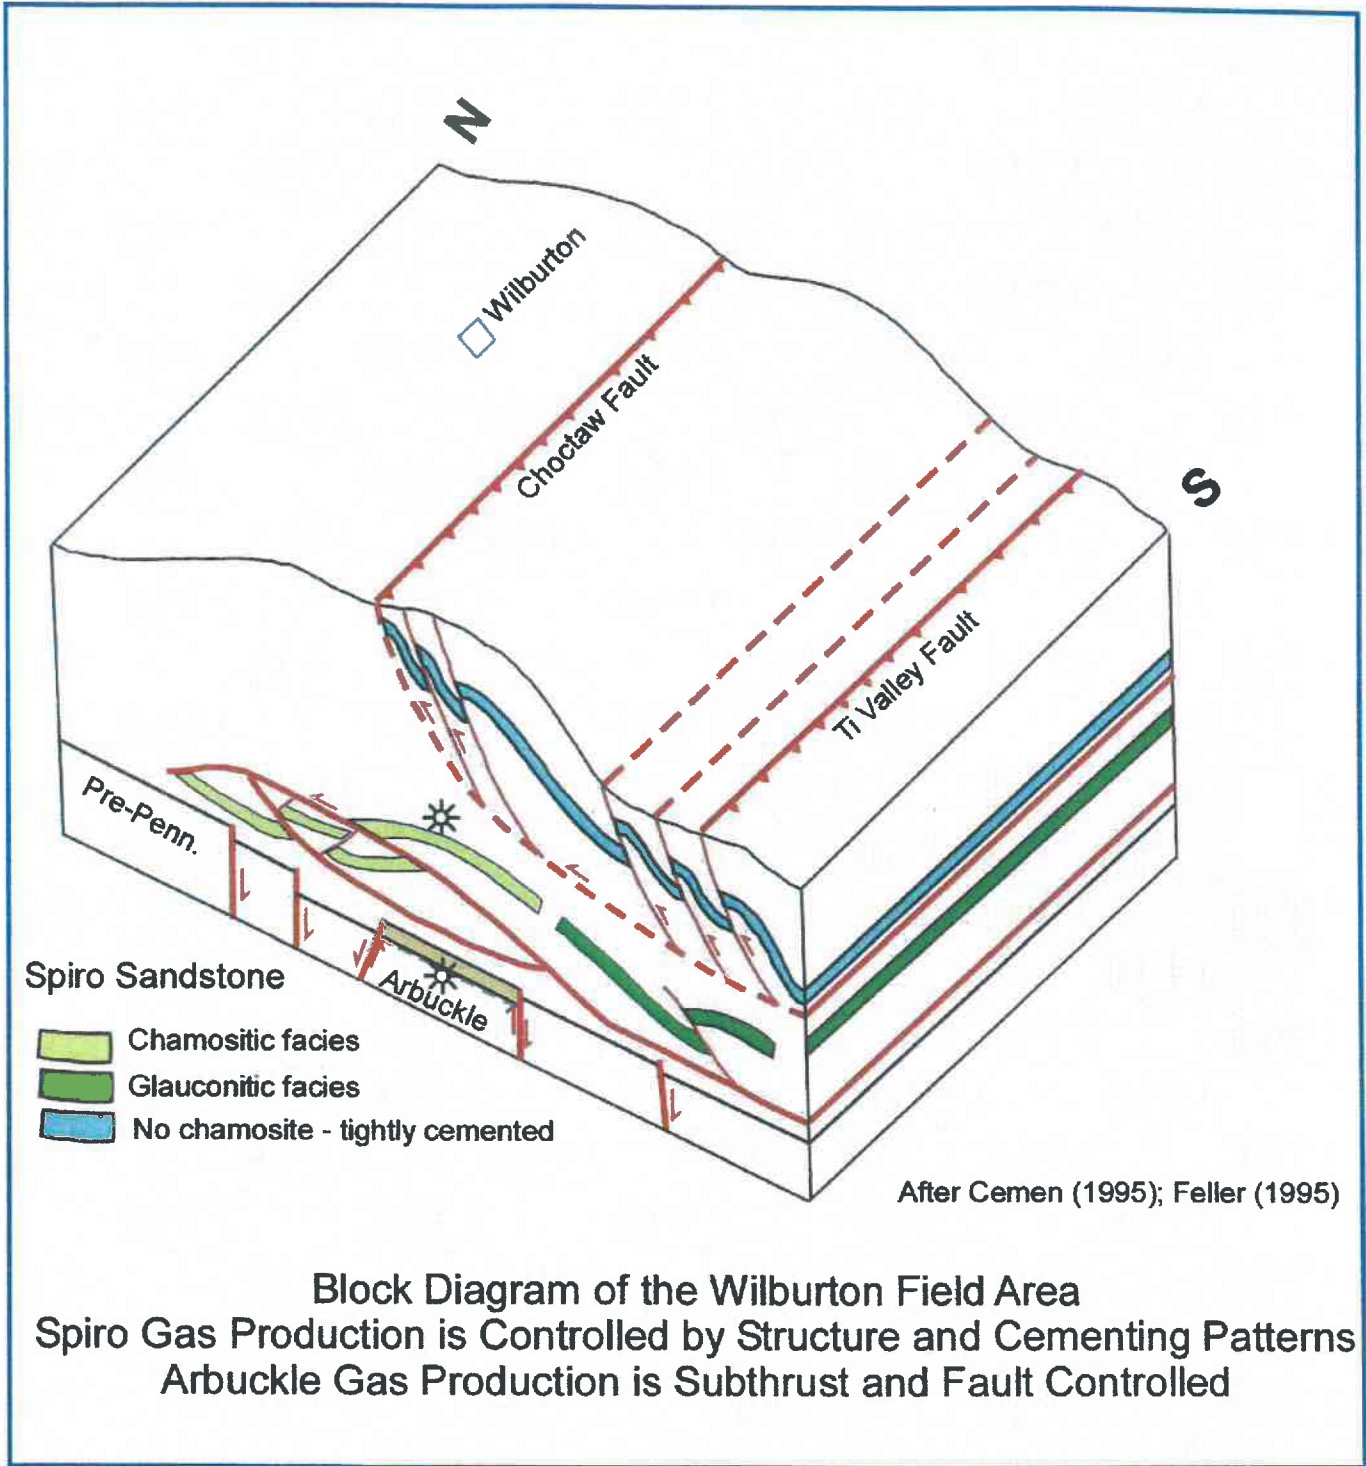 N
Wilburton
Choctaw Fault
S
Ti Valley Fault
Pre-Penn.
Arbuckle
Spiro Sandstone
Chamositic facies
Glauconitic facies
No chamosite - tightly cemented
After Cemen (1995); Feller (1995)
Block Diagram of the Wilburton Field Area
Spiro Gas Production is Controlled by Structure and Cementing Patterns
Arbuckle Gas Production is Subthrust and Fault Controlled